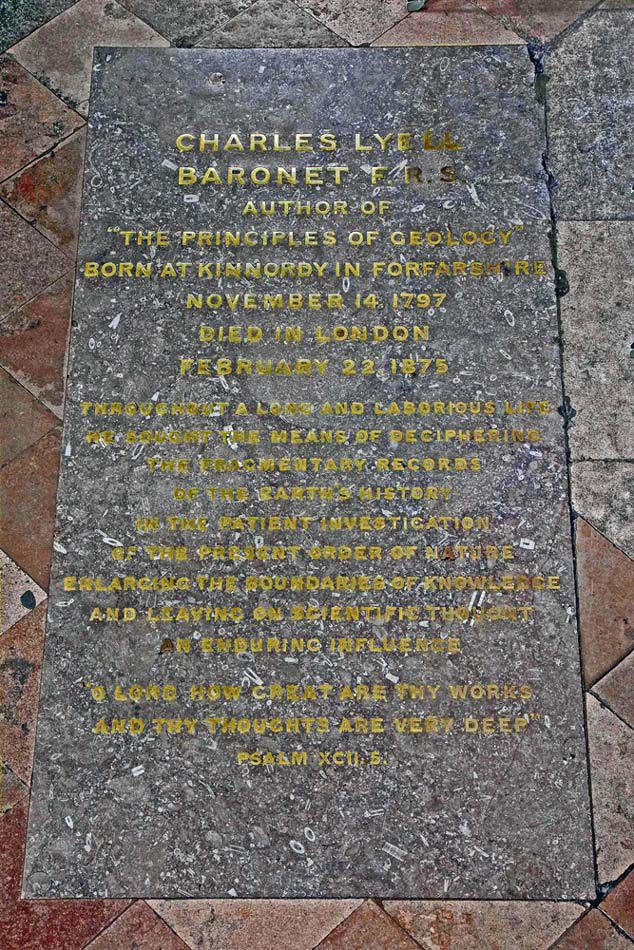 CHARLES LYELL
BARONET F.R.S.
AUTHOR OF
"THE PRINCIPLES OF GEOLOGY"
BORN AT KINNORDY IN FORFARSHIRE
NOVEMBER 14. 1797
DIED IN LONDON
FEBRUARY 22. 1875
THROUGHOUT A LONG AND LABORIOUS LIFE
HE SOUGHT THE MEANS OF DECIPHERING
THE FRAGMENTARY RECORDS
OF THE EARTH'S HISTORY
IN THE PATIENT INVESTIGATION
OF THE PRESENT ORDER OF NATURE
ENLARGING THE BOUNDARIES OF KNOWLEDGE
AND LEAVING ON SCIENTIFIC THOUGHT
AN ENDURING INFLUENCE
"O LORD HOW GREAT ARE THY WORKS
AND THY THOUGHTS ARE VERY DEEP"
PSALM XCII. 5.